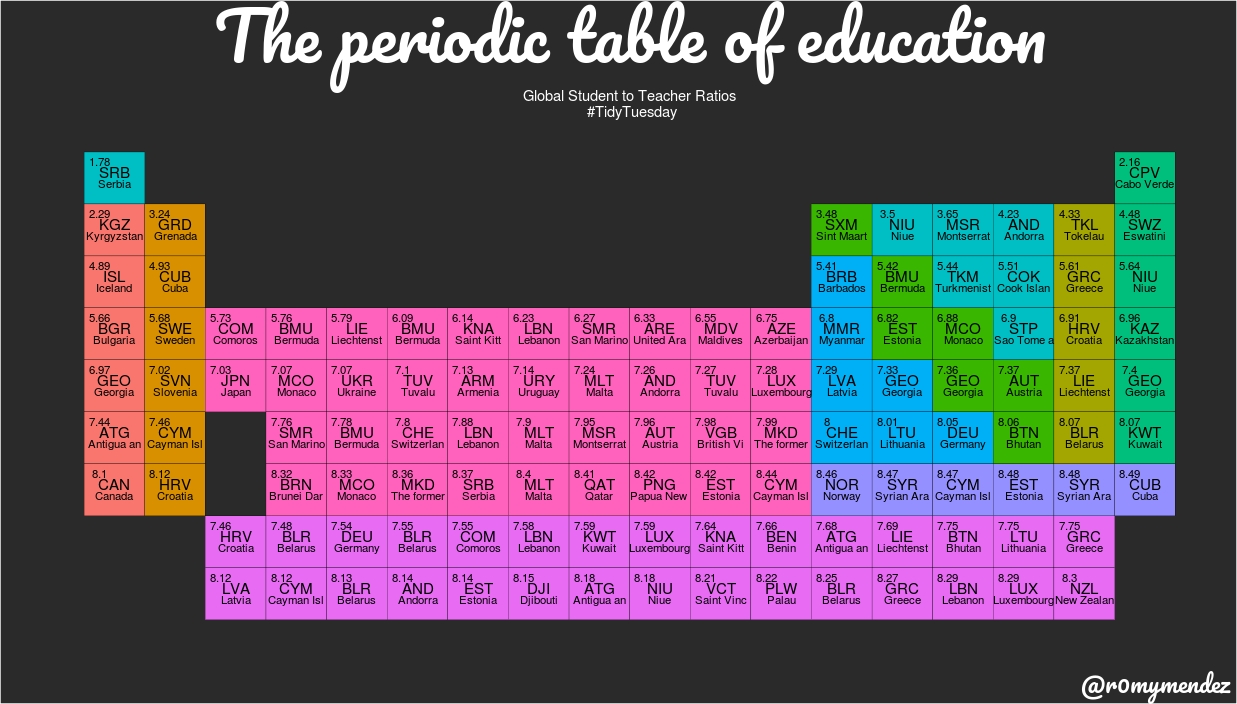 The periodic table of education
Global Student to Teacher Ratios
#TidyTuesday
1.78 2.16
SRB CPV
Serbia Cabo Verde
2.29 3.24 3.48 3.5 3.65 4.23 4.33 4.48
KGZ GRD SXM NIU MSR AND TKL SWZ
Kyrgyzstan Grenada Sint Maart Niue Montserrat Andorra Tokelau Eswatini
4.89 4.93 5.41 5.42 5.44 5.51 5.61 5.64
ISL CUB BRB BMU TKM COK GRC NIU
Iceland Cuba Barbados Bermuda Turkmenist Cook Islan Greece Niue
5.66 5.68 5.73 5.76 5.79 6.09 6.14 6.23 6.27 6.33 6.55 6.75 6.8 6.82 6.88 6.9 6.91 6.96
BGR SWE COM BMU LIE BMU KNA LBN SMR ARE MDV AZE MMR EST MCO STP HRV KAZ
Bulgaria Sweden Comoros Bermuda Liechtenst Bermuda Saint Kitt Lebanon San Marino United Ara Maldives Azerbaijan Myanmar Estonia Monaco Sao Tome a Croatia Kazakhstan
6.97 7.02 7.03 7.07 7.07 7.1 7.13 7.14 7.24 7.26 7.27 7.28 7.29 7.33 7.36 7.37 7.37 7.4
GEO SVN JPN MCO UKR TUV ARM URY MLT AND TUV LUX LVA GEO GEO AUT LIE GEO
Georgia Slovenia Japan Monaco Ukraine Tuvalu Armenia Uruguay Malta Andorra Tuvalu Luxembourg Latvia Georgia Georgia Austria Liechtenst Georgia
7.44 7.46 7.76 7.78 7.8 7.88 7.9 7.95 7.96 7.98 7.99 8 8.01 8.05 8.06 8.07 8.07
ATG CYM SMR BMU CHE LBN MLT MSR AUT VGB MKD CHE LTU DEU BTN BLR KWT
Antigua an Cayman Isl San Marino Bermuda Switzerlan Lebanon Malta Montserrat Austria British Vi The former Switzerlan Lithuania Germany Bhutan Belarus Kuwait
8.1 8.12 8.32 8.33 8.36 8.37 8.4 8.41 8.42 8.42 8.44 8.46 8.47 8.47 8.48 8.48 8.49
CAN HRV BRN MCO MKD SRB MLT QAT PNG EST CYM NOR SYR CYM EST SYR CUB
Canada Croatia Brunei Dar Monaco The former Serbia Malta Qatar Papua New Estonia Cayman Isl Norway Syrian Ara Cayman Isl Estonia Syrian Ara Cuba
7.46 7.48 7.54 7.55 7.55 7.58 7.59 7.59 7.64 7.66 7.68 7.69 7.75 7.75 7.75
HRV BLR DEU BLR COM LBN KWT LUX KNA BEN ATG LIE BTN LTU GRC
Croatia Belarus Germany Belarus Comoros Lebanon Kuwait Luxembourg Saint Kitt Benin Antigua an Liechtenst Bhutan Lithuania Greece
8.12 8.12 8.13 8.14 8.14 8.15 8.18 8.18 8.21 8.22 8.25 8.27 8.29 8.29 8.3
LVA CYM BLR AND EST DJI ATG NIU VCT PLW BLR GRC LBN LUX NZL
Latvia Cayman Isl Belarus Andorra Estonia Djibouti Antigua an Niue Saint Vinc Palau Belarus Greece Lebanon Luxembourg New Zealan
@r0mymendez